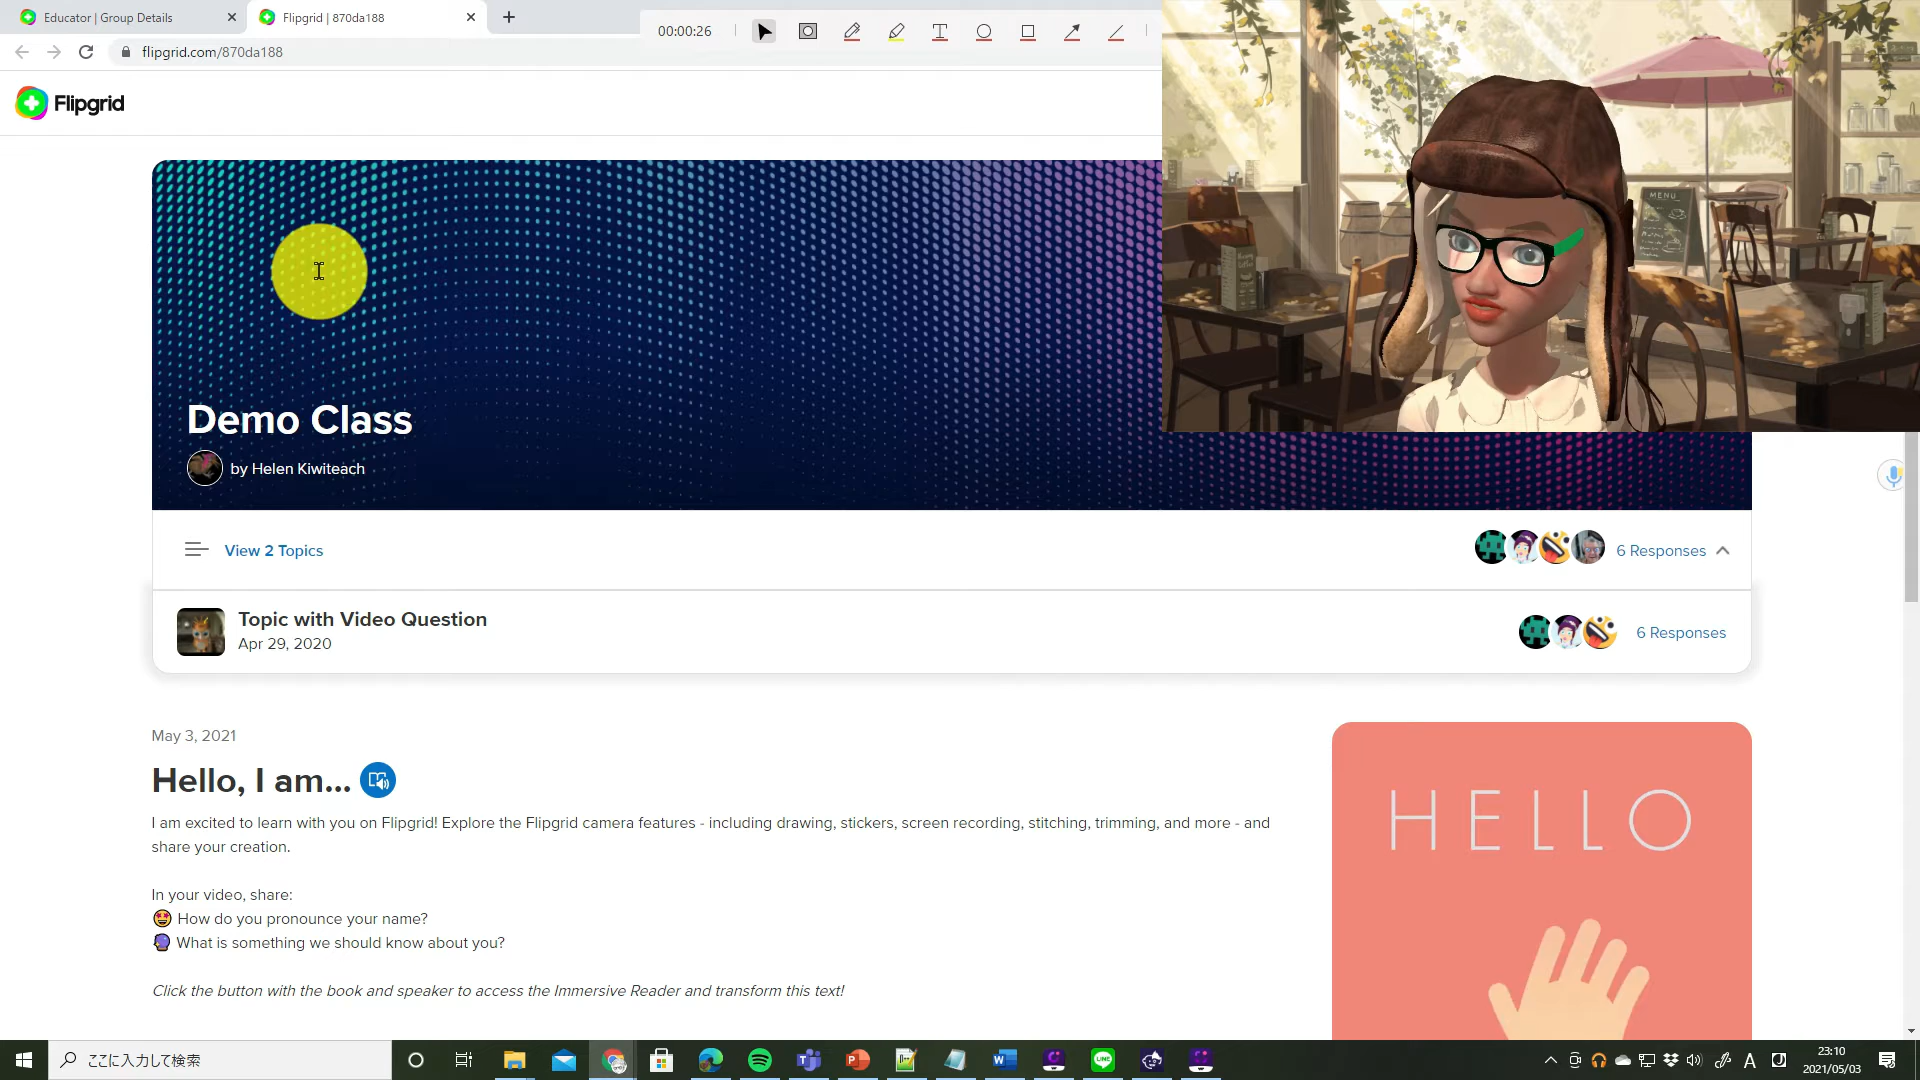 Educator | Group Details
Flipgrid | 870da188
00:00:26
flipgrid.com/870da188
Flipgrid
MENU
Demo Class
by Helen Kiwiteach
View 2 Topics
6 Responses
Topic with Video Question
Apr 29, 2020
6 Responses
May 3, 2021
Hello, I am...
I am excited to learn with you on Flipgrid! Explore the Flipgrid camera features - including drawing, stickers, screen recording, stitching, trimming, and more - and
share your creation.
In your video, share:
How do you pronounce your name?
What is something we should know about you?
Click the button with the book and speaker to access the Immersive Reader and transform this text!
HELLO
ここに入力して検索
A
23:10
2021/05/03